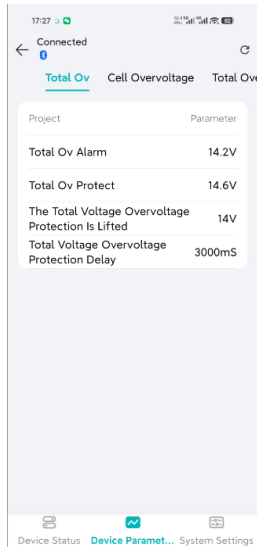 17:27
82
Connected
Total Ov Cell Overvoltage Total Ove
Project Parameter
Total Ov Alarm 14.2V
Total Ov Protect 14.6V
The Total Voltage Overvoltage
Protection Is Lifted 14V
Total Voltage Overvoltage
Protection Delay 3000mS
Device Status Device Paramet... System Settings